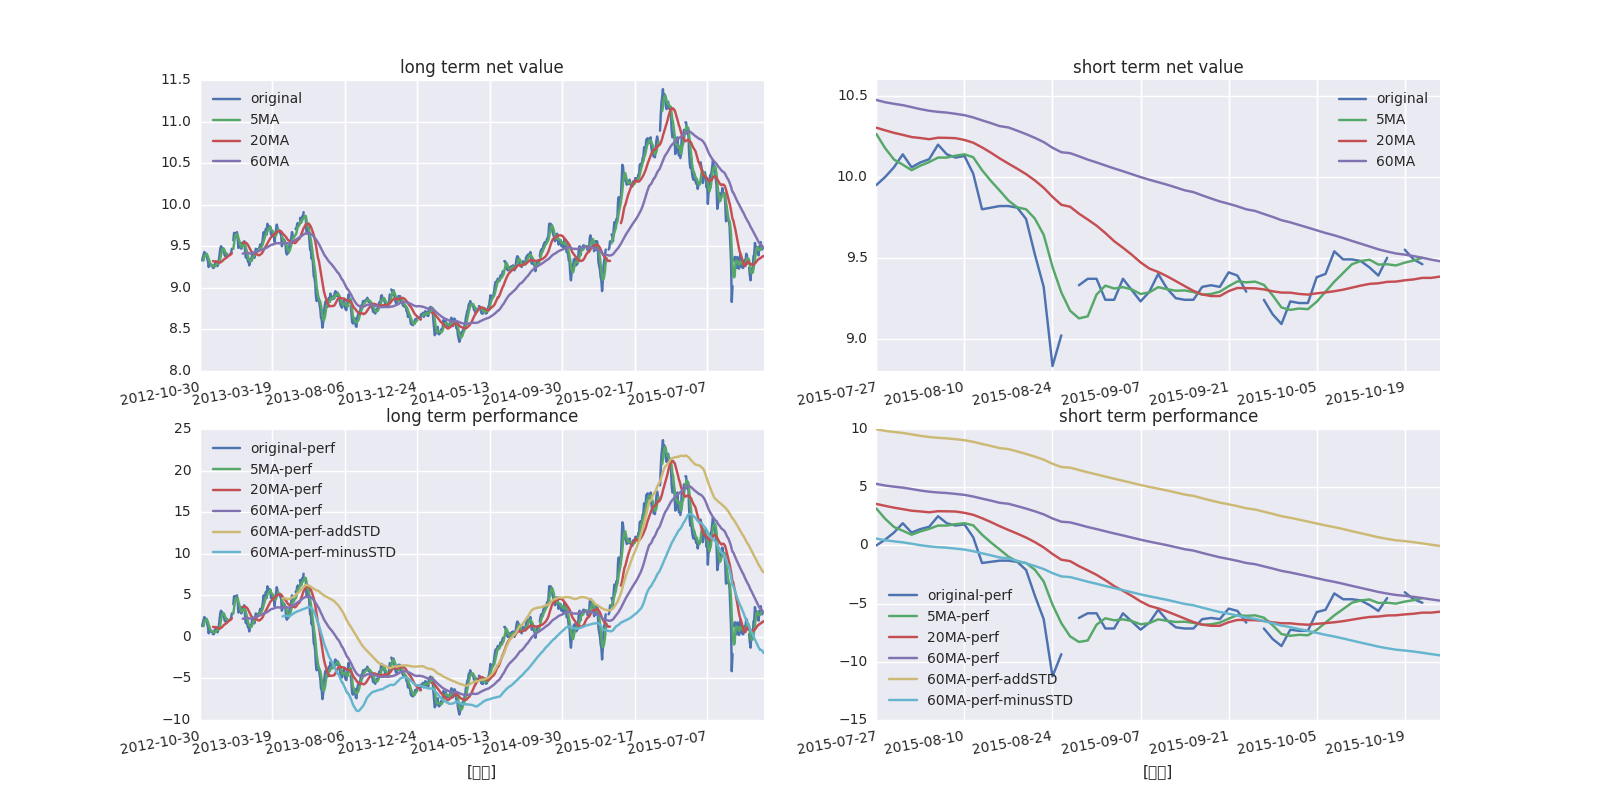 long term net value
11.5
11.0
10.5
10.0
9.5
9.0
8.5
8.0
original
5MA
20MA
60MA
2012-10-30
2013-03-19
2013-08-06
2013-12-24
2014-05-13
2014-09-30
2015-02-17
2015-07-07
short term net value
10.5
10.0
9.5
9.0
original
5MA
20MA
60MA
2015-07-27
2015-08-10
2015-08-24
2015-09-07
2015-09-21
2015-10-05
2015-10-19
long term performance
25
20
15
10
5
0
−5
−10
original-perf
5MA-perf
20MA-perf
60MA-perf
60MA-perf-addSTD
60MA-perf-minusSTD
2012-10-30
2013-03-19
2013-08-06
2013-12-24
2014-05-13
2014-09-30
2015-02-17
2015-07-07
short term performance
10
5
0
−5
−10
−15
original-perf
5MA-perf
20MA-perf
60MA-perf
60MA-perf-addSTD
60MA-perf-minusSTD
2015-07-27
2015-08-10
2015-08-24
2015-09-07
2015-09-21
2015-10-05
2015-10-19